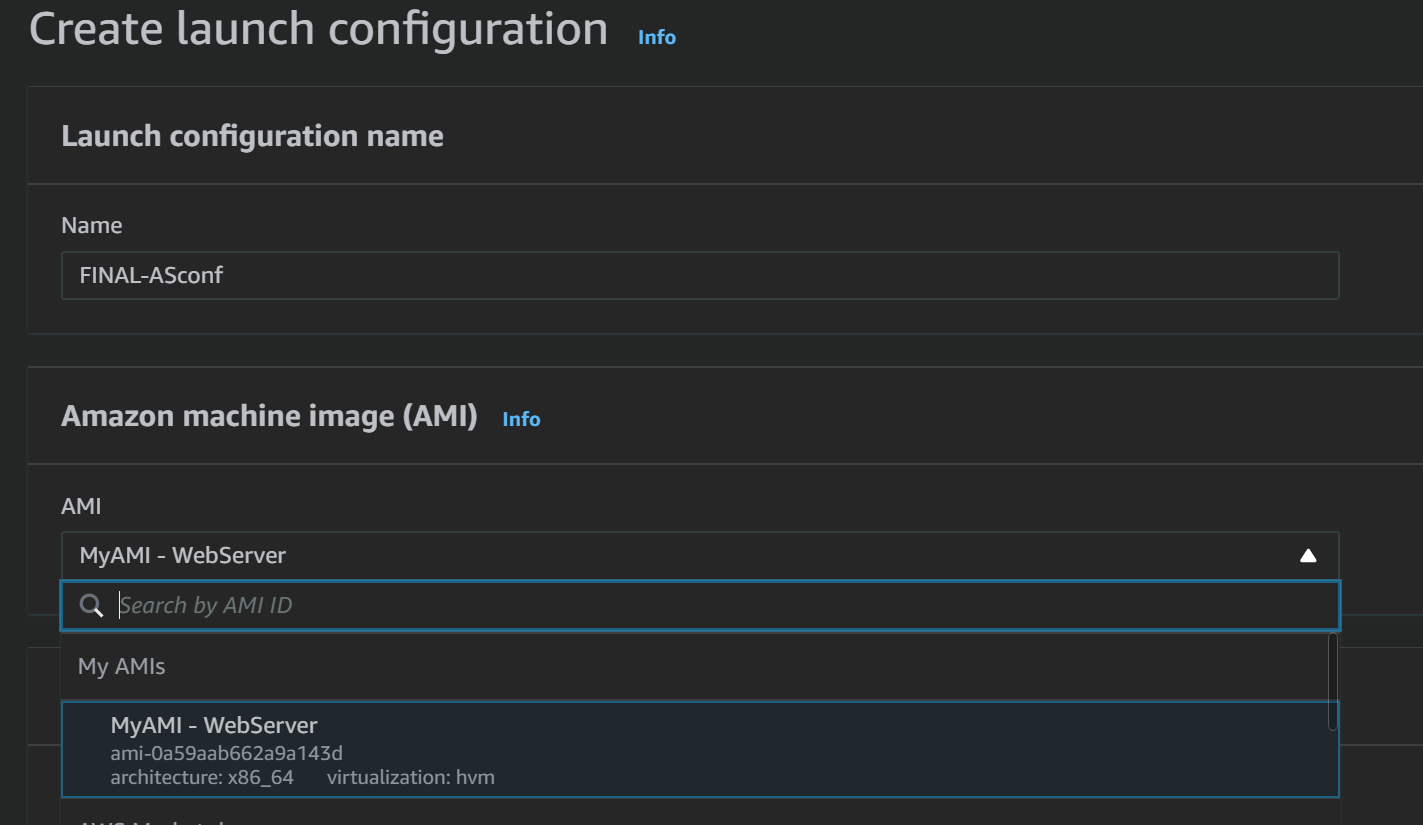 Create launch configuration Info
Launch configuration name
Name
FINAL-ASconf
Amazon machine image (AMI) Info
AMI
MyAMI - WebServer
Search by AMI ID
My AMIs
MyAMI - WebServer
ami-0a59aab662a9a143d
architecture: x86_64 virtualization: hvm